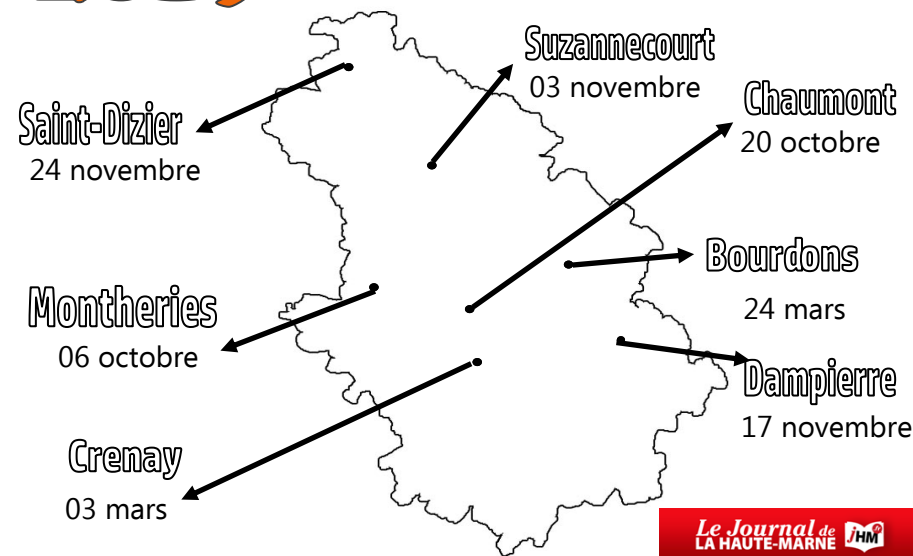 Suzannecourt
03 novembre
Chaumont
20 octobre
Saint-Dizier
24 novembre
Bourdons
24 mars
Montheries
06 octobre
Dampierre
17 novembre
Crenay
03 mars
Le Journal de
LA HAUTE-MARNE
JHM